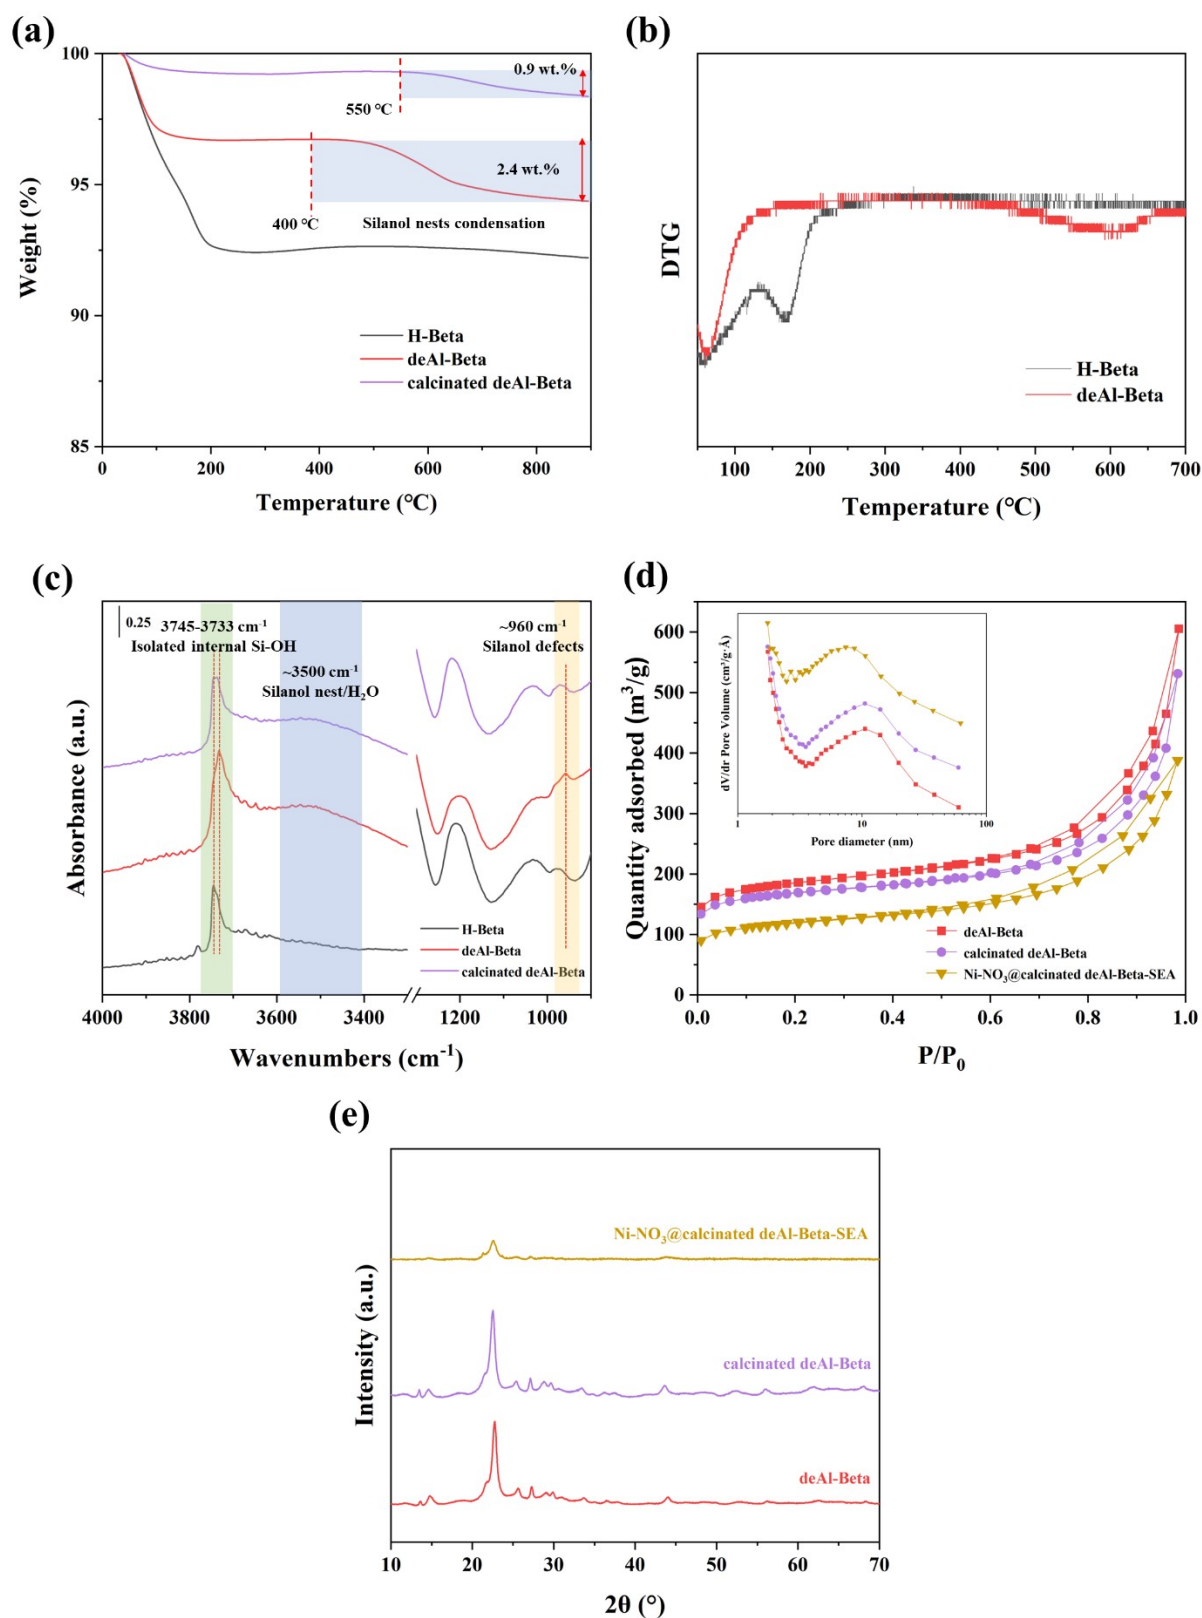 (a)
100
95
90
85
Weight (%)
0.9 wt.%
550 °C
2.4 wt.%
400 °C
Silanol nests condensation
H-Beta
deAl-Beta
calcinated deAl-Beta
0
200
400
600
800
Temperature (°C)
(b)
DTG
H-Beta
deAl-Beta
100
200
300
400
500
600
700
Temperature (°C)
(c)
0.25
3745-3733 cm⁻¹
Isolated internal Si-OH
~3500 cm⁻¹
Silanol nest/H₂O
~960 cm⁻¹
Silanol defects
Absorbance (a.u.)
H-Beta
deAl-Beta
calcinated deAl-Beta
4000
3800
3600
3400
1200
1000
Wavenumbers (cm⁻¹)
(d)
600
500
400
300
200
100
0
Quantity adsorbed (m³/g)
dV/dr Pore Volume (cm³/g·Å)
1
10
100
Pore diameter (nm)
deAl-Beta
calcinated deAl-Beta
Ni-NO₃@calcinated deAl-Beta-SEA
0.0
0.2
0.4
0.6
0.8
1.0
P/P₀
(e)
Intensity (a.u.)
Ni-NO₃@calcinated deAl-Beta-SEA
calcinated deAl-Beta
deAl-Beta
10
20
30
40
50
60
70
2θ (°)